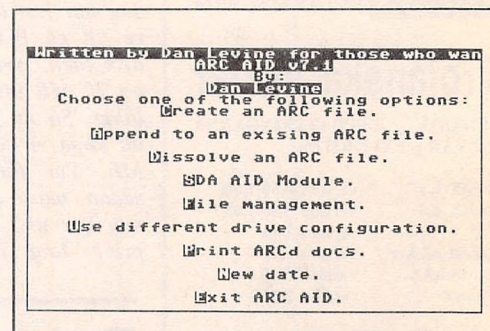 Written by Dan Levine for those who wan
ARC AID v7.1
By:
Dan Levine
Choose one of the following options:
Create an ARC file.
Append to an exising ARC file.
Dissolve an ARC file.
SDA AID Module.
File management.
Use different drive configuration.
Print ARCd docs.
New date.
Exit ARC AID.